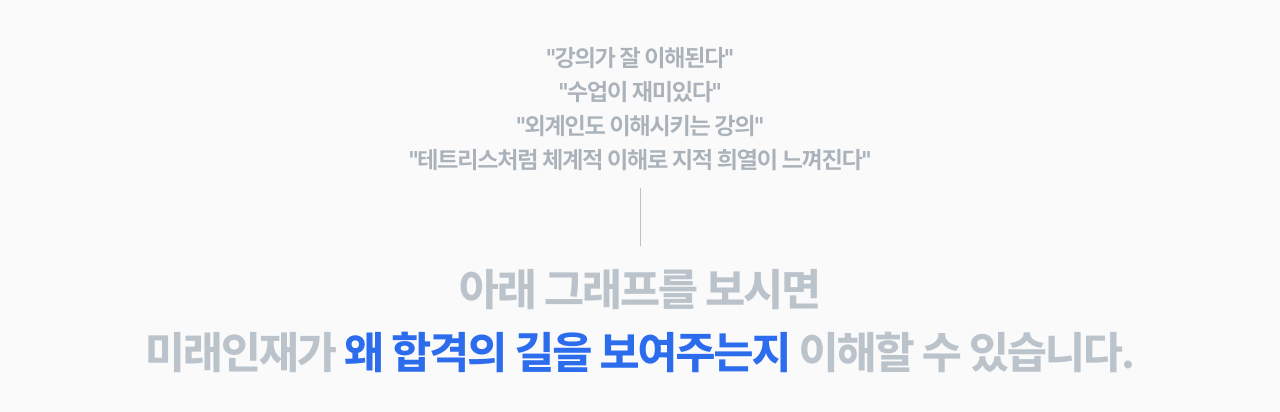 "강의가 잘 이해된다"
"수업이 재미있다"
"외계인도 이해시키는 강의"
"테트리스처럼 체계적 이해로 지적 희열이 느껴진다"
아래 그래프를 보시면
미래인재가 왜 합격의 길을 보여주는지 이해할 수 있습니다.